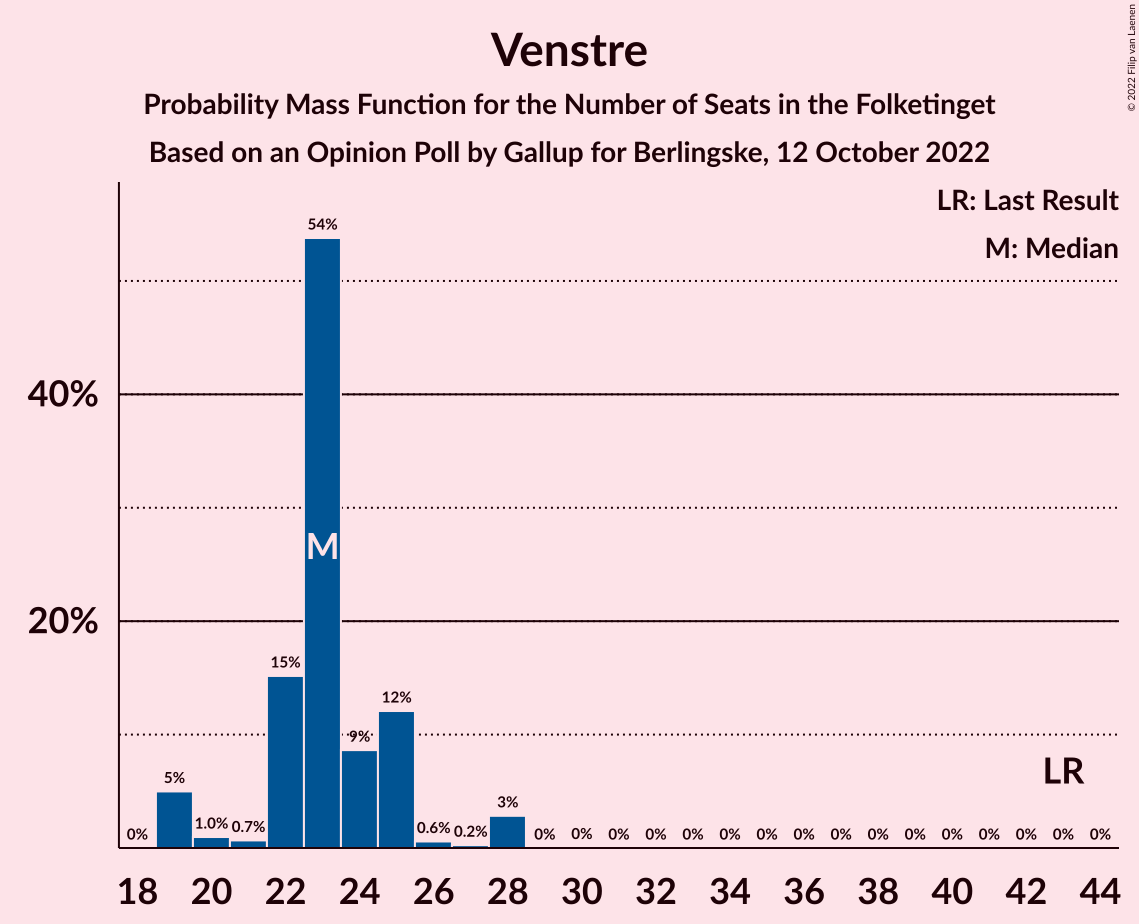 Venstre
Probability Mass Function for the Number of Seats in the Folketinget
Based on an Opinion Poll by Gallup for Berlingske, 12 October 2022
© 2022 Filip van Laenen
LR: Last Result
M: Median
40%
20%
0% 5% 1.0% 0.7% 15% 54% 9% 12% 0.6% 0.2% 3% 0% 0% 0% 0% 0% 0% 0% 0% 0% 0% 0% 0% 0% 0% 0% 0%
M
LR
18 20 22 24 26 28 30 32 34 36 38 40 42 44